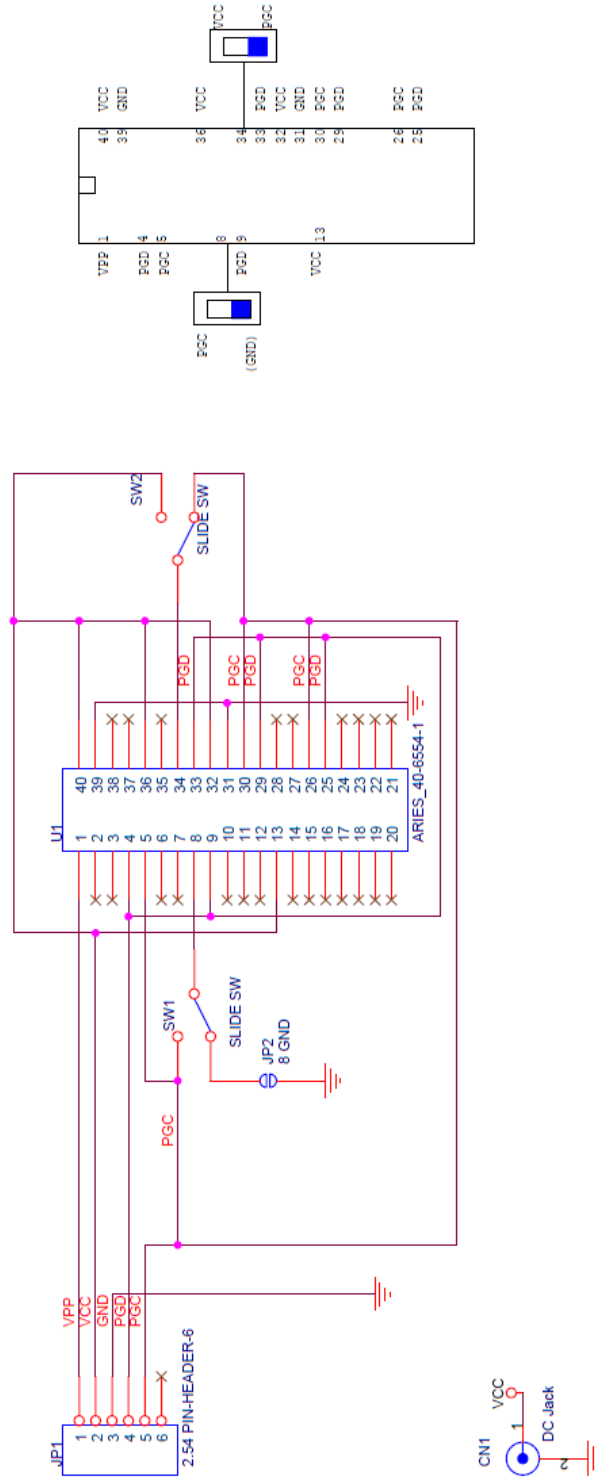 JP1
1
2
3
4
5
6
2.54 PIN-HEADER-6
VPP
VCC
GND
PGD
PGC
PGC
SW1
SLIDE SW
JP2
8 GND
U1
1
2
3
4
5
6
7
8
9
10
11
12
13
14
15
16
17
18
19
20
40
39
38
37
36
35
34
33
32
31
30
29
28
27
26
25
24
23
22
21
ARIES_40-6554-1
PGD
PGC
PGD
PGC
PGD
SW2
SLIDE SW
CN1
VCC
1
2
DC Jack
PGC
(GND)
VPP 1
PGD 4
PGC 5
8
PGD 9
VCC 13
40 VCC
39 GND
36 VCC
34
33 PGD
32 VCC
31 GND
30 PGC
29 PGD
26 PGC
25 PGD
VCC
PGC